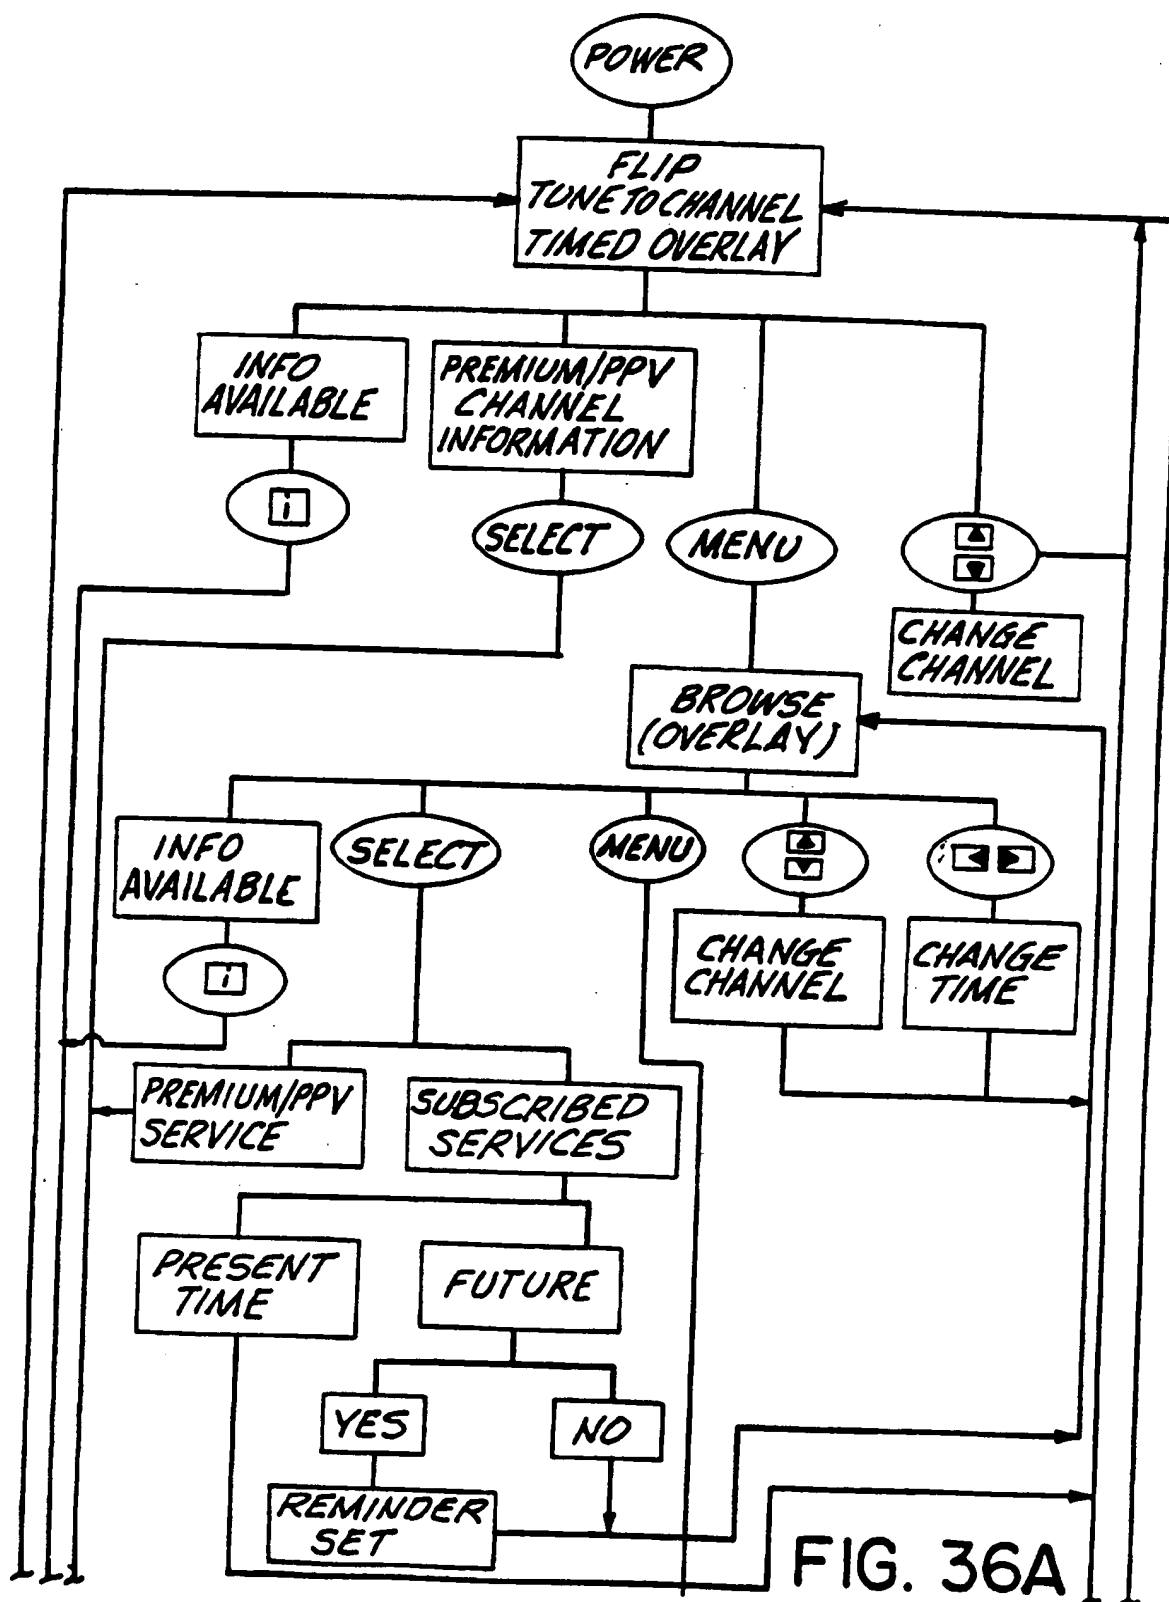 POWER
FLIP
TUNE TO CHANNEL
TIMED OVERLAY
INFO
AVAILABLE
PREMIUM/PPV
CHANNEL
INFORMATION
i
SELECT
MENU
CHANGE
CHANNEL
BROWSE
(OVERLAY)
INFO
AVAILABLE
SELECT
MENU
i
CHANGE
CHANNEL
CHANGE
TIME
PREMIUM/PPV
SERVICE
SUBSCRIBED
SERVICES
PRESENT
TIME
FUTURE
YES
NO
REMINDER
SET
FIG. 36A